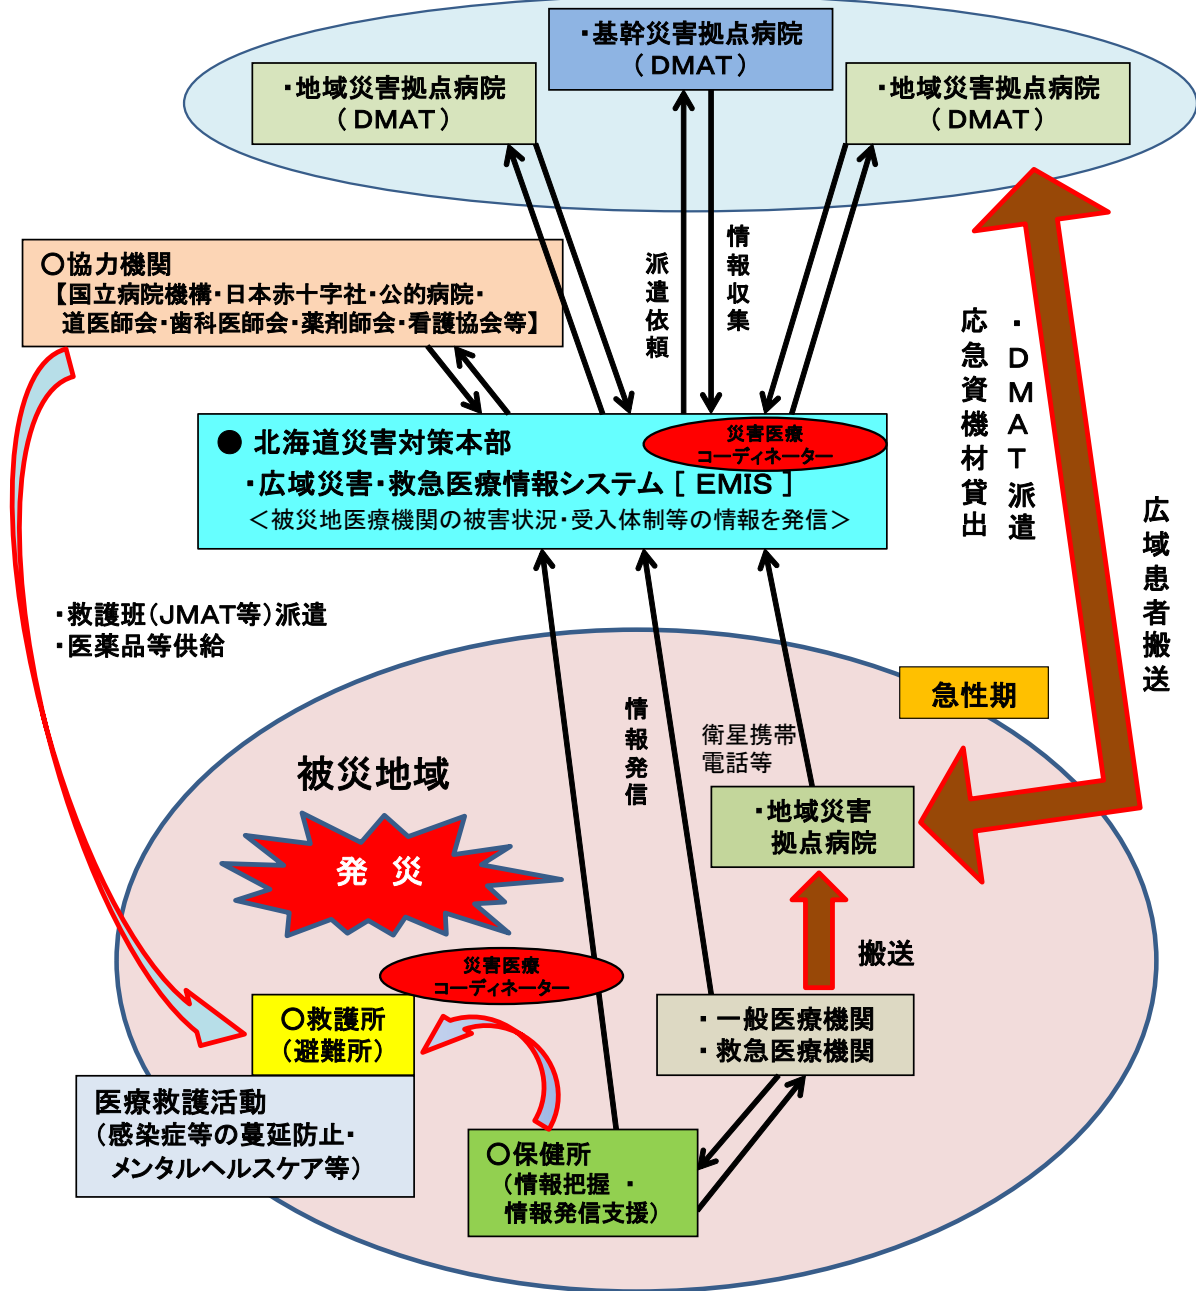 ・基幹災害拠点病院
（DMAT）
・地域災害拠点病院
（DMAT）
・地域災害拠点病院
（DMAT）
派遣依頼
情報収集
〇協力機関
【国立病院機構・日本赤十字社・公的病院・
道医師会・歯科医師会・薬剤師会・看護協会等】
・DMAT派遣
応急資機材貸出
広域患者搬送
● 北海道災害対策本部
災害医療
コーディネーター
・広域災害・救急医療情報システム［ EMIS ］
＜被災地医療機関の被害状況・受入体制等の情報を発信＞
・救護班（JMAT等）派遣
・医薬品等供給
急性期
被災地域
情報発信
衛星携帯
電話等
・地域災害
拠点病院
発 災
搬送
災害医療
コーディネーター
〇救護所
（避難所）
・一般医療機関
・救急医療機関
医療救護活動
（感染症等の蔓延防止・
メンタルヘルスケア等）
〇保健所
（情報把握 ・
情報発信支援）